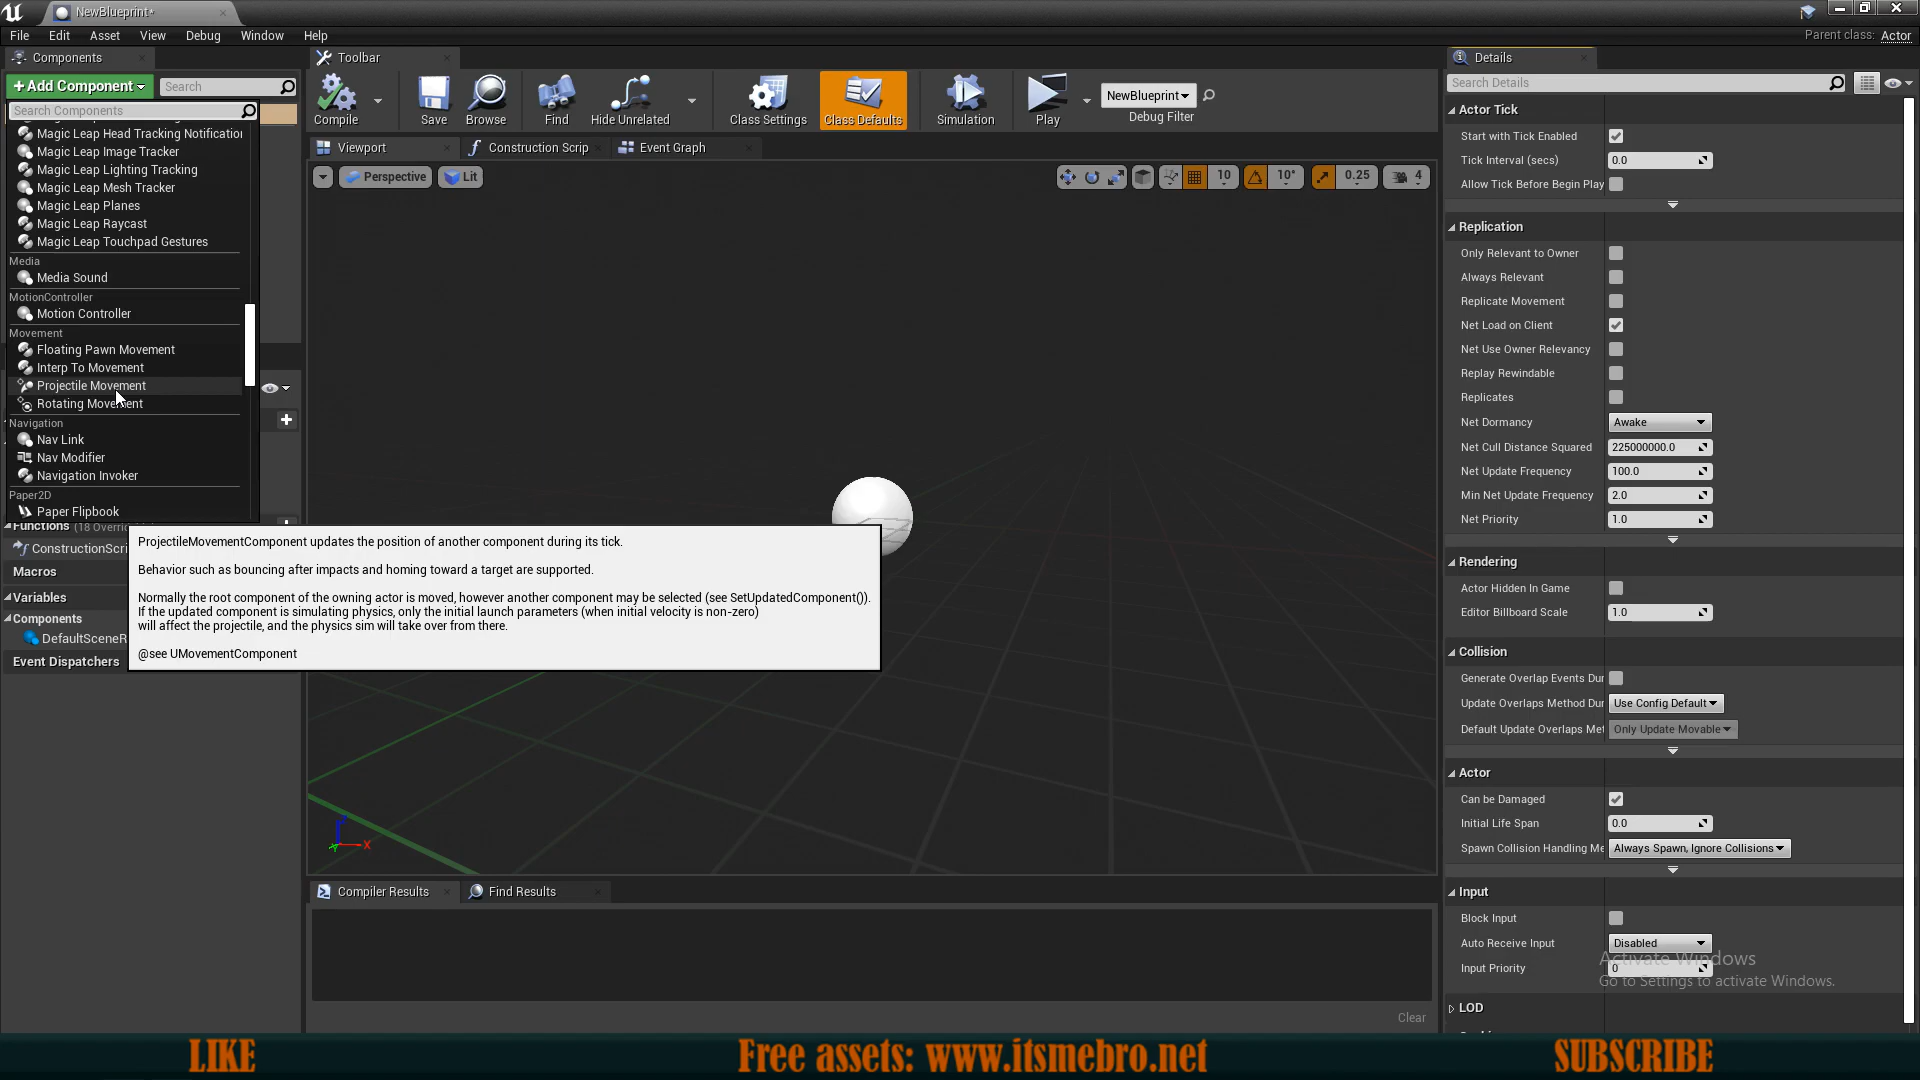 NewBlueprint*
File Edit Asset View Debug Window Help
Parent class: Actor
Components
+Add Component
Search
Search Components
Magic Leap Head Tracking Notification
Magic Leap Image Tracker
Magic Leap Lighting Tracking
Magic Leap Mesh Tracker
Magic Leap Planes
Magic Leap Raycast
Magic Leap Touchpad Gestures
Media
Media Sound
MotionController
Motion Controller
Movement
Floating Pawn Movement
Interp To Movement
Projectile Movement
Rotating Movement
Navigation
Nav Link
Nav Modifier
Navigation Invoker
Paper2D
Paper Flipbook
Functions (18 Overri
ConstructionScri
Macros
Variables
Components
DefaultSceneR
Event Dispatchers
ProjectileMovementComponent updates the position of another component during its tick.
Behavior such as bouncing after impacts and homing toward a target are supported.
Normally the root component of the owning actor is moved, however another component may be selected (see SetUpdatedComponent()).
If the updated component is simulating physics, only the initial launch parameters (when initial velocity is non-zero)
will affect the projectile, and the physics sim will take over from there.
@see UMovementComponent
Toolbar
Compile Save Browse Find Hide Unrelated Class Settings Class Defaults Simulation Play
NewBlueprint
Debug Filter
Viewport Construction Scrip Event Graph
Perspective Lit
10 10° 0.25 4
X
Compiler Results Find Results
Clear
Details
Search Details
Actor Tick
Start with Tick Enabled
Tick Interval (secs) 0.0
Allow Tick Before Begin Play
Replication
Only Relevant to Owner
Always Relevant
Replicate Movement
Net Load on Client
Net Use Owner Relevancy
Replay Rewindable
Replicates
Net Dormancy Awake
Net Cull Distance Squared 225000000.0
Net Update Frequency 100.0
Min Net Update Frequency 2.0
Net Priority 1.0
Rendering
Actor Hidden In Game
Editor Billboard Scale 1.0
Collision
Generate Overlap Events Dur
Update Overlaps Method Dur Use Config Default
Default Update Overlaps Met Only Update Movable
Actor
Can be Damaged
Initial Life Span 0.0
Spawn Collision Handling Me Always Spawn, Ignore Collisions
Input
Block Input
Auto Receive Input Disabled
Input Priority 0
Activate Windows
Go to Settings to activate Windows.
LOD
LIKE
Free assets: www.itsmebro.net
SUBSCRIBE